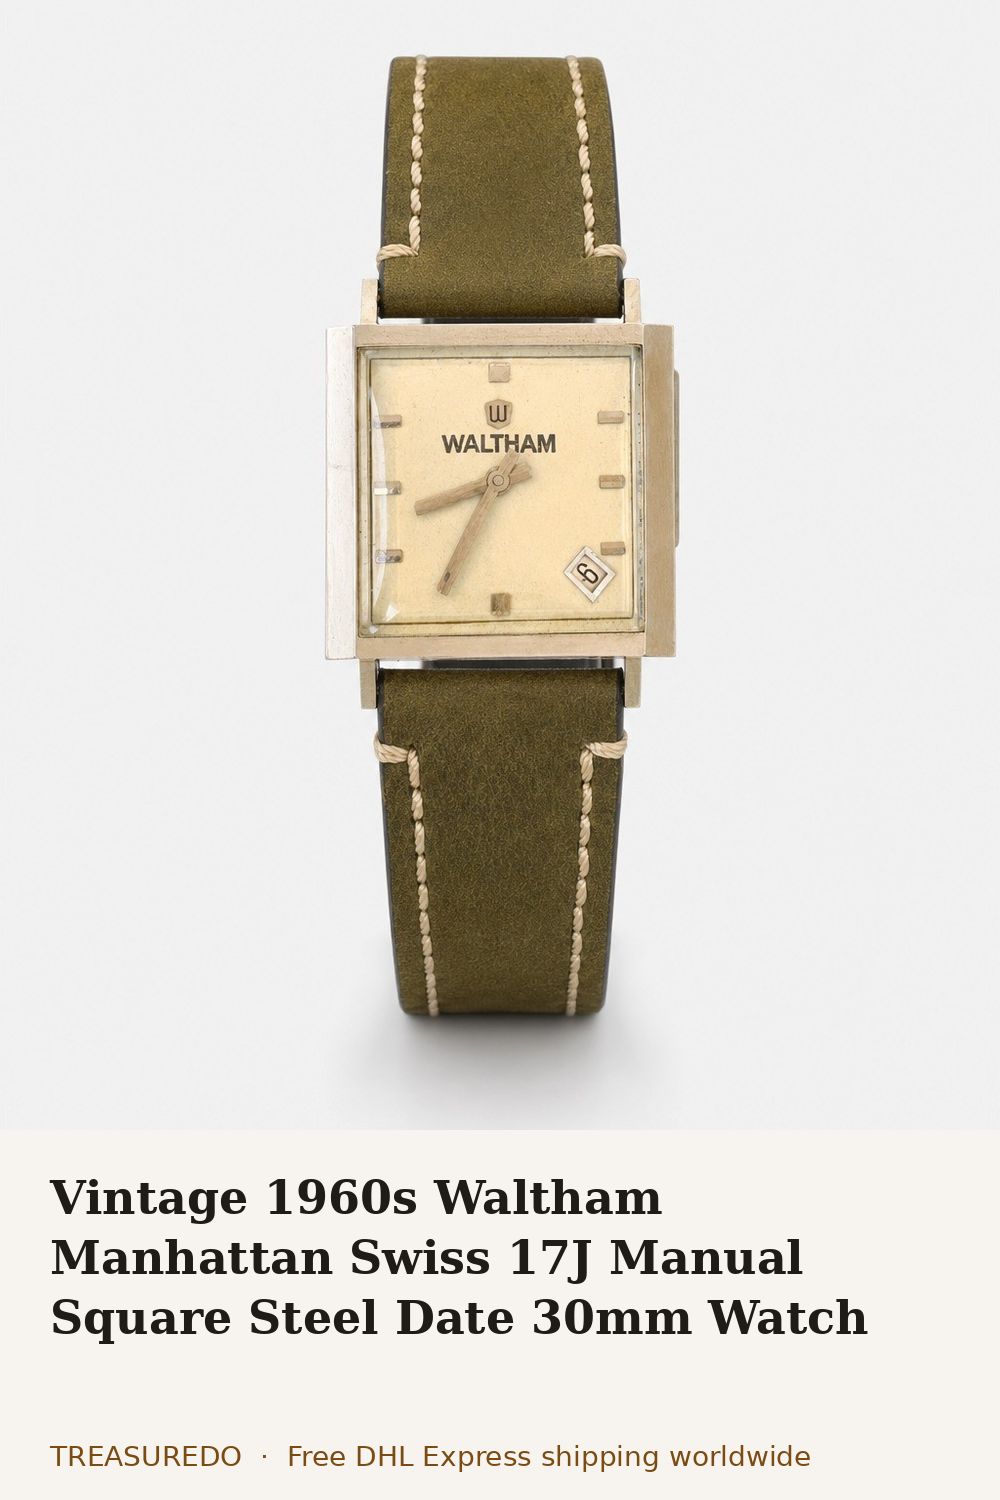 W
WALTHAM
6
Vintage 1960s Waltham
Manhattan Swiss 17J Manual
Square Steel Date 30mm Watch
TREASUREDO · Free DHL Express shipping worldwide